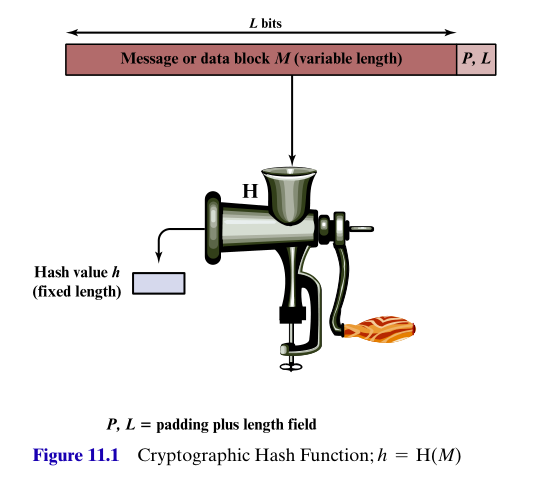 L bits
Message or data block M (variable length) P, L
H
Hash value h
(fixed length)
P, L = padding plus length field
Figure 11.1 Cryptographic Hash Function; h = H(M)